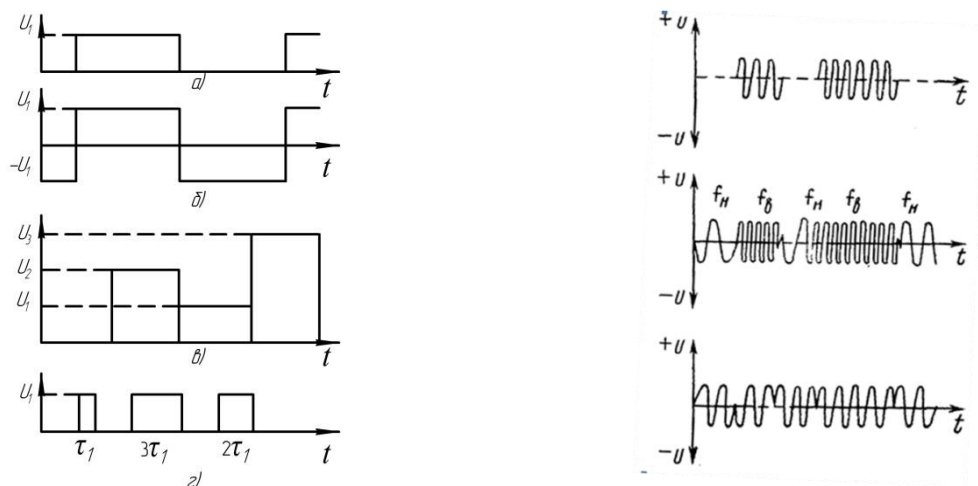 U₁
t
а)
U₁
-U₁
t
б)
U₃
U₂
U₁
t
в)
U₁
τ₁ 3τ₁ 2τ₁
t
г)
+U
t
-U
+U
fн fв fн fв fн
t
-U
+U
t
-U